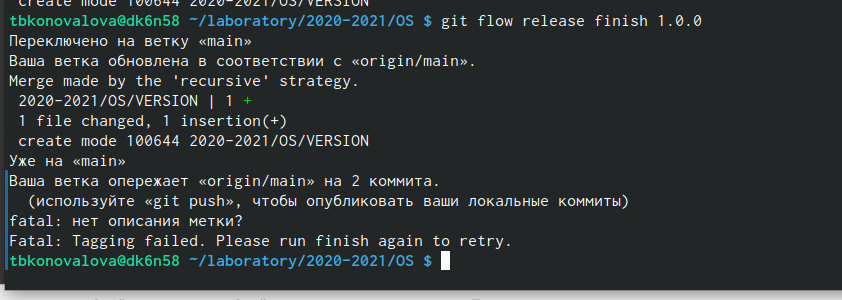 create mode 100644 2020-2021/OS/VERSION
tbkonovalova@dk6n58 ~/laboratory/2020-2021/OS $ git flow release finish 1.0.0
Переключено на ветку «main»
Ваша ветка обновлена в соответствии с «origin/main».
Merge made by the 'recursive' strategy.
2020-2021/OS/VERSION | 1 +
1 file changed, 1 insertion(+)
create mode 100644 2020-2021/OS/VERSION
Уже на «main»
Ваша ветка опережает «origin/main» на 2 коммита.
(используйте «git push», чтобы опубликовать ваши локальные коммиты)
fatal: нет описания метки?
Fatal: Tagging failed. Please run finish again to retry.
tbkonovalova@dk6n58 ~/laboratory/2020-2021/OS $